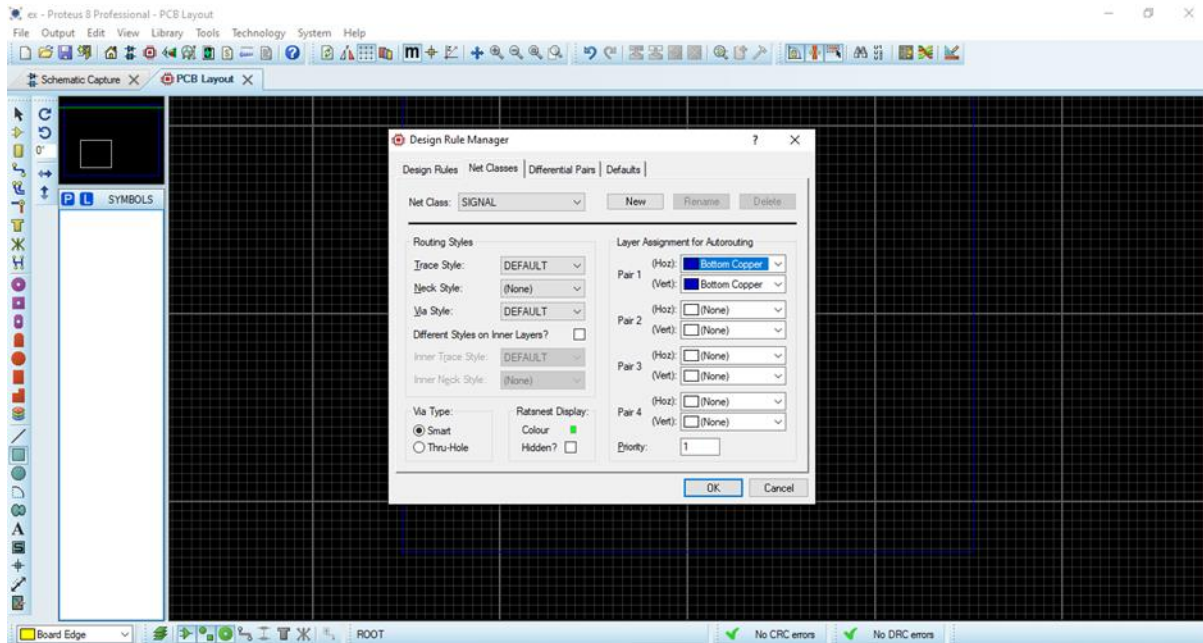 ex - Proteus 8 Professional - PCB Layout
File Output Edit View Library Tools Technology System Help
Schematic Capture PCB Layout
0°
P L SYMBOLS
Design Rule Manager
Design Rules Net Classes Differential Pairs Defaults
Net Class: SIGNAL New Rename Delete
Routing Styles
Trace Style: DEFAULT
Neck Style: (None)
Via Style: DEFAULT
Different Styles on Inner Layers?
Inner Trace Style: DEFAULT
Inner Neck Style: (None)
Via Type:
Smart
Thru-Hole
Ratsnest Display:
Colour
Hidden?
Layer Assignment for Autorouting
Pair 1 (Hoz): Bottom Copper
(Vert): Bottom Copper
Pair 2 (Hoz): (None)
(Vert): (None)
Pair 3 (Hoz): (None)
(Vert): (None)
Pair 4 (Hoz): (None)
(Vert): (None)
Priority: 1
OK Cancel
Board Edge ROOT No CRC errors No DRC errors